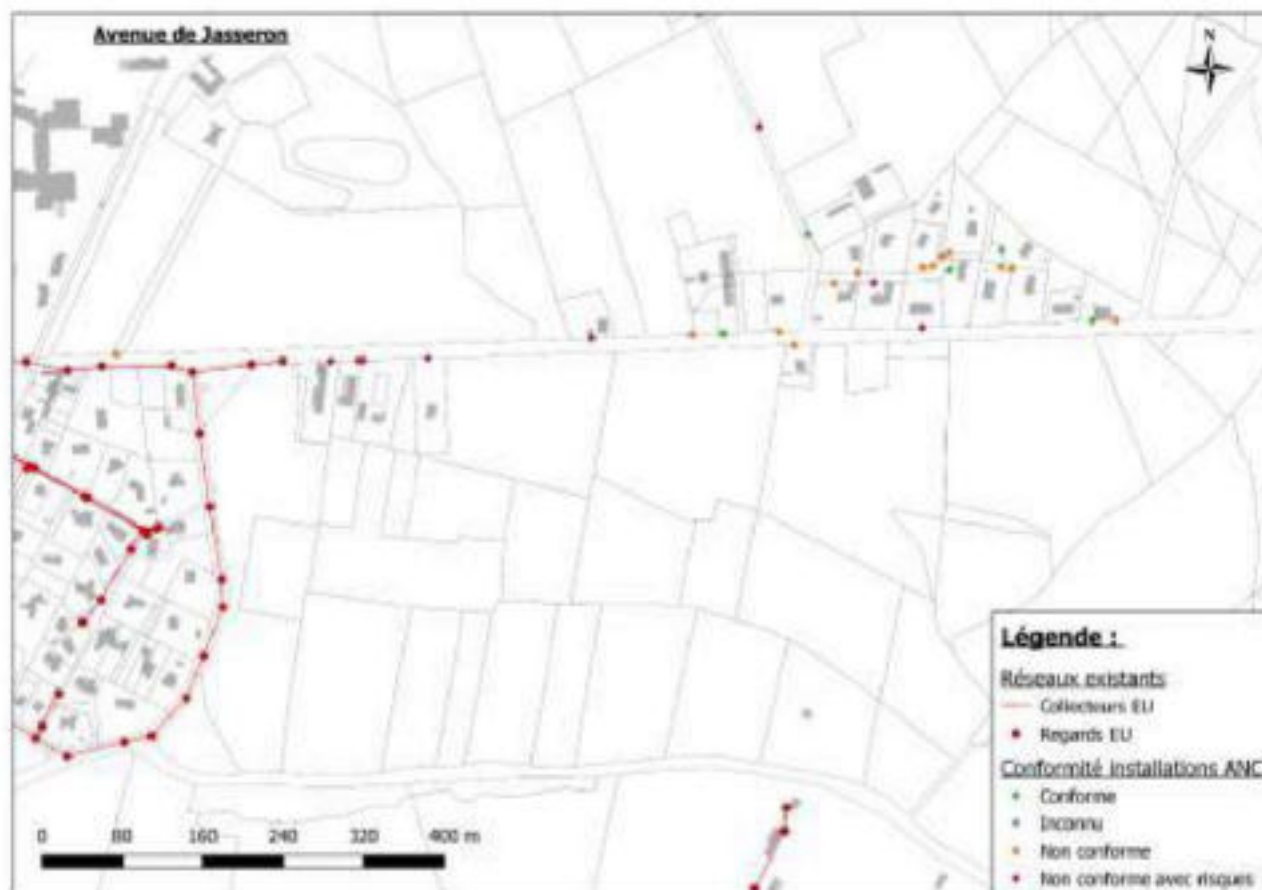 Avenue de Jasseron
N
Légende :
Réseaux existants
Collecteurs EU
Regards EU
Conformité installations ANC
Conforme
Inconnu
Non conforme
Non conforme avec risques
0 80 160 240 320 400 m